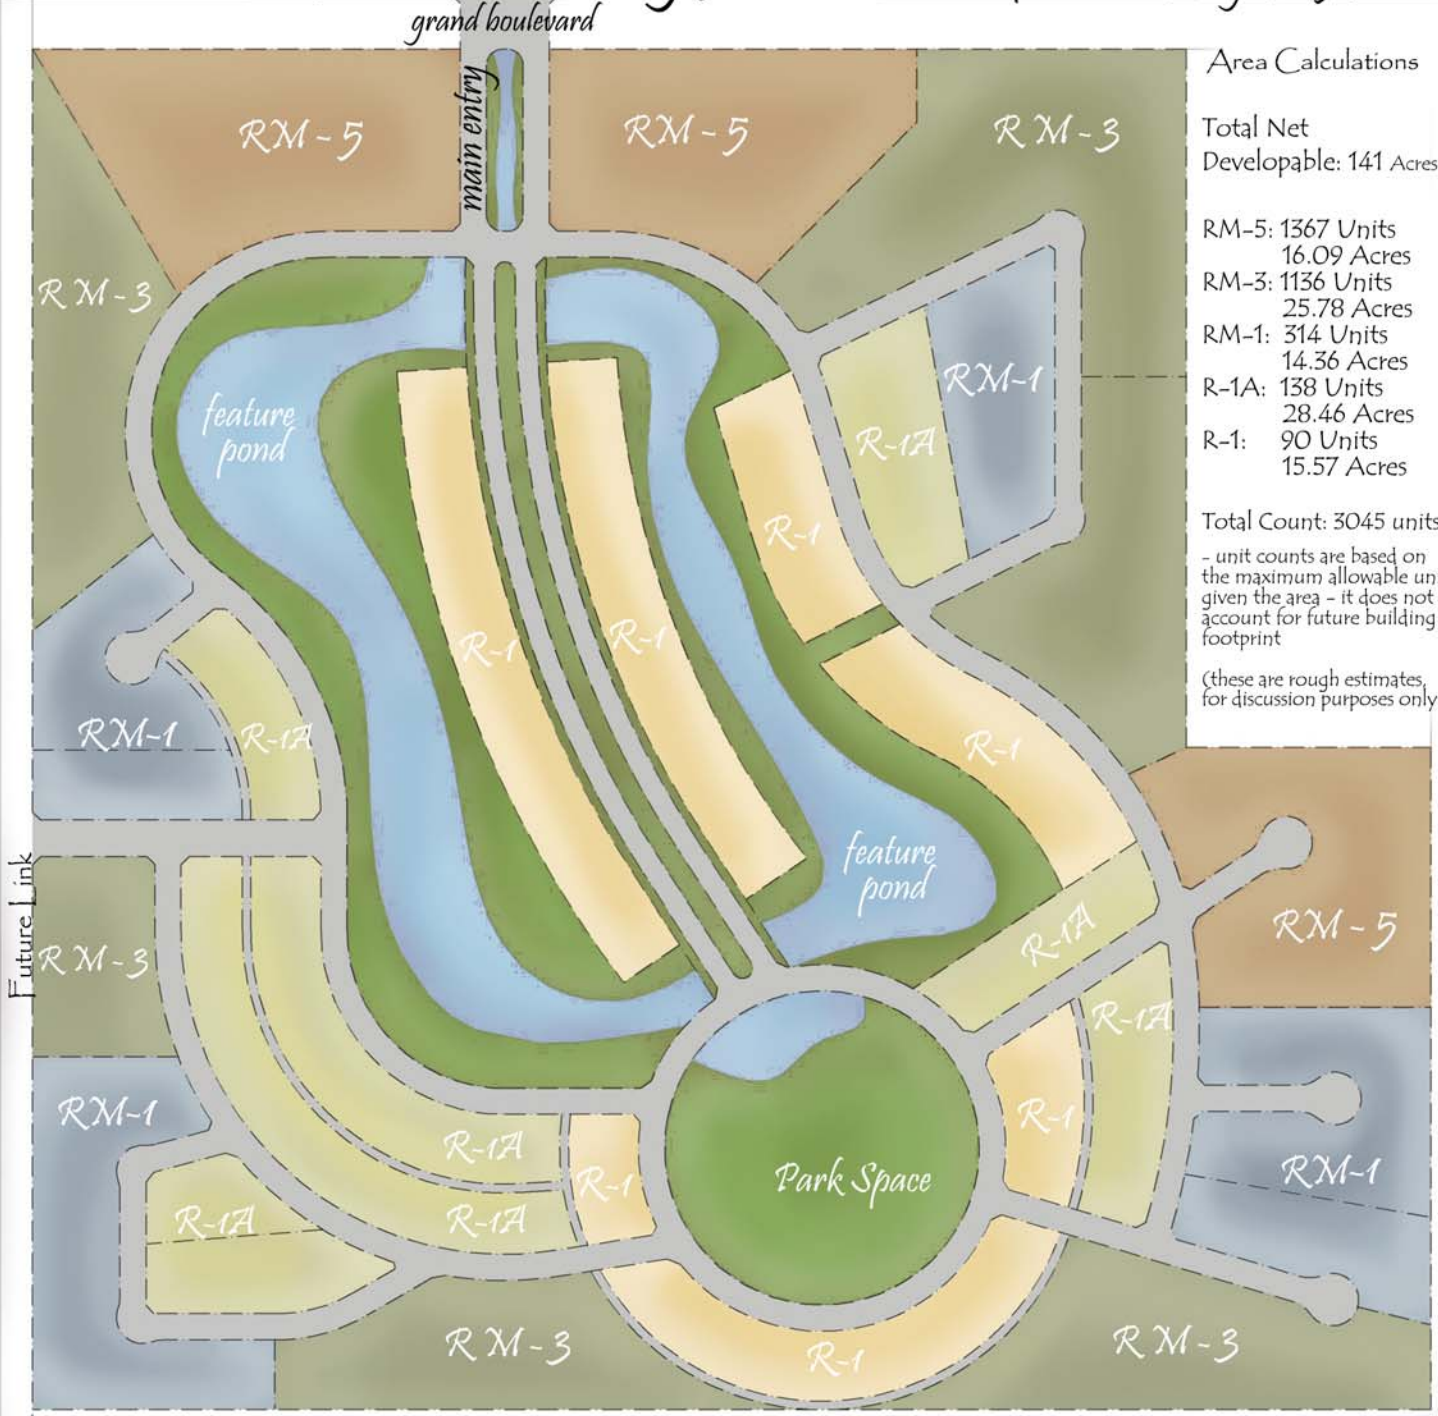 grand boulevard
main entry
RM-5
RM-5
RM-3
RM-3
RM-1
R-1A
feature
pond
R-1
R-1
R-1
R-1
RM-1
R-1A
feature
pond
R-1A
RM-5
RM-3
Future Link
R-1A
RM-1
R-1
R-1A
RM-1
Park Space
R-1
R-1A
R-1A
RM-3
RM-3
R-1
Area Calculations
Total Net
Developable: 141 Acres
RM-5: 1367 Units
16.09 Acres
RM-3: 1136 Units
25.78 Acres
RM-1: 314 Units
14.36 Acres
R-1A: 138 Units
28.46 Acres
R-1: 90 Units
15.57 Acres
Total Count: 3045 units
- unit counts are based on
the maximum allowable un
given the area - it does not
account for future building
footprint
(these are rough estimates,
for discussion purposes only